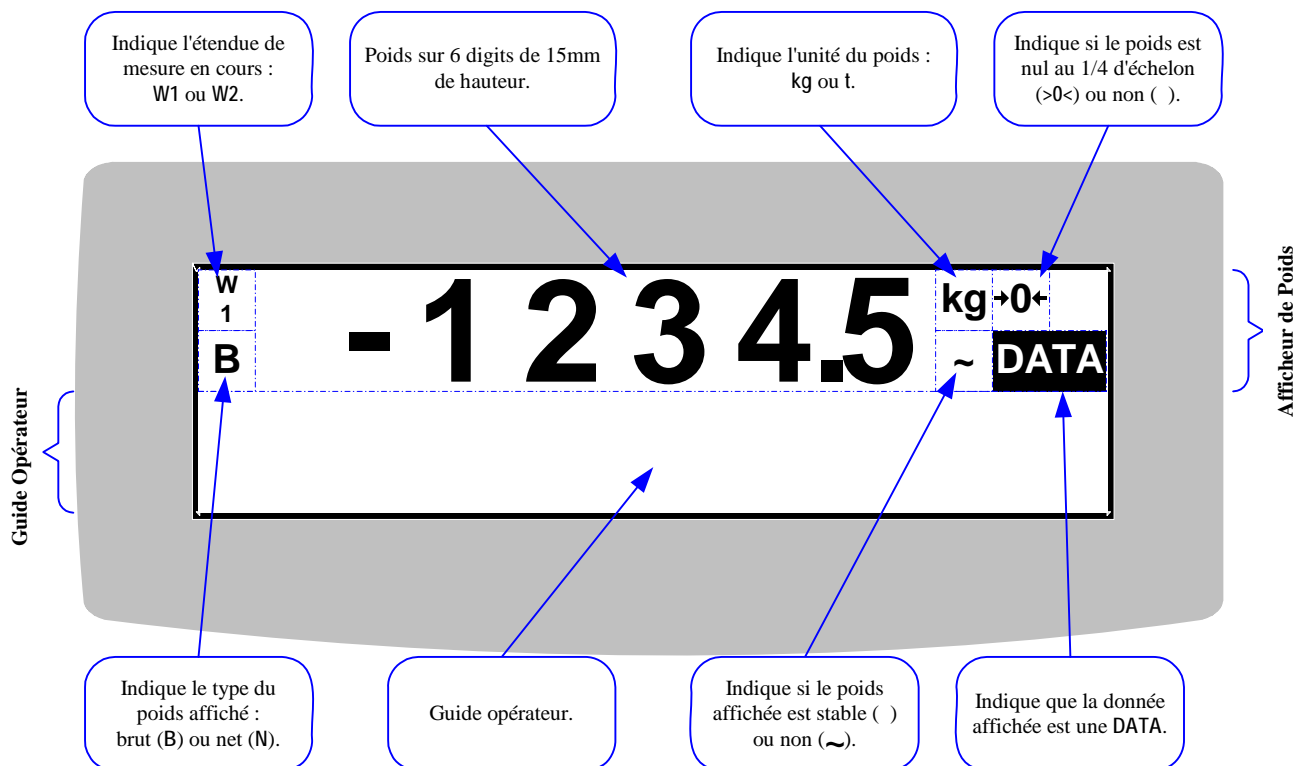 Indique l'étendue de
mesure en cours :
W1 ou W2.
Poids sur 6 digits de 15mm
de hauteur.
Indique l'unité du poids :
kg ou t.
Indique si le poids est
nul au 1/4 d'échelon
(>0<) ou non ( ).
W
1
B
-1234.5
kg
→0←
~
DATA
Guide Opérateur
Afficheur de Poids
Indique le type du
poids affiché :
brut (B) ou net (N).
Guide opérateur.
Indique si le poids
affichée est stable ( )
ou non (~).
Indique que la donnée
affichée est une DATA.